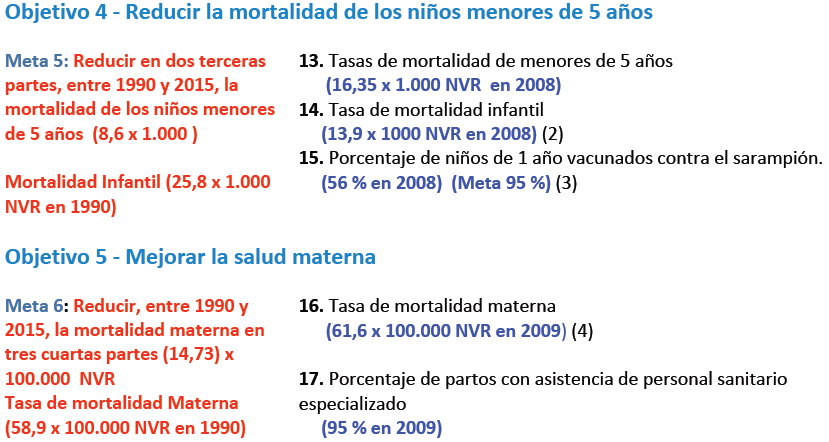 Objetivo 4 - Reducir la mortalidad de los niños menores de 5 años
Meta 5: Reducir en dos terceras
partes, entre 1990 y 2015, la
mortalidad de los niños menores
de 5 años (8,6 x 1.000 )
Mortalidad Infantil (25,8 x 1.000
NVR en 1990)
13. Tasas de mortalidad de menores de 5 años
(16,35 x 1.000 NVR en 2008)
14. Tasa de mortalidad infantil
(13,9 x 1000 NVR en 2008) (2)
15. Porcentaje de niños de 1 año vacunados contra el sarampión.
(56 % en 2008) (Meta 95 %) (3)
Objetivo 5 - Mejorar la salud materna
Meta 6: Reducir, entre 1990 y
2015, la mortalidad materna en
tres cuartas partes (14,73) x
100.000 NVR
Tasa de mortalidad Materna
(58,9 x 100.000 NVR en 1990)
16. Tasa de mortalidad materna
(61,6 x 100.000 NVR en 2009) (4)
17. Porcentaje de partos con asistencia de personal sanitario
especializado
(95 % en 2009)